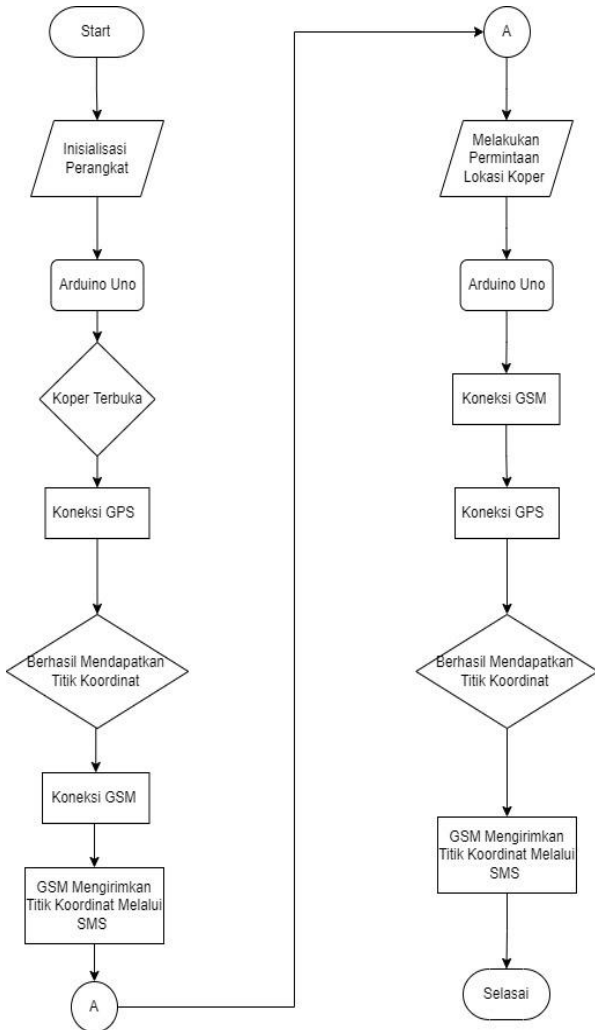 Start
Inisialisasi
Perangkat
Arduino Uno
Koper Terbuka
Koneksi GPS
Berhasil Mendapatkan
Titik Koordinat
Koneksi GSM
GSM Mengirimkan
Titik Koordinat Melalui
SMS
A
A
Melakukan
Permintaan
Lokasi Koper
Arduino Uno
Koneksi GSM
Koneksi GPS
Berhasil Mendapatkan
Titik Koordinat
GSM Mengirimkan
Titik Koordinat Melalui
SMS
Selasai